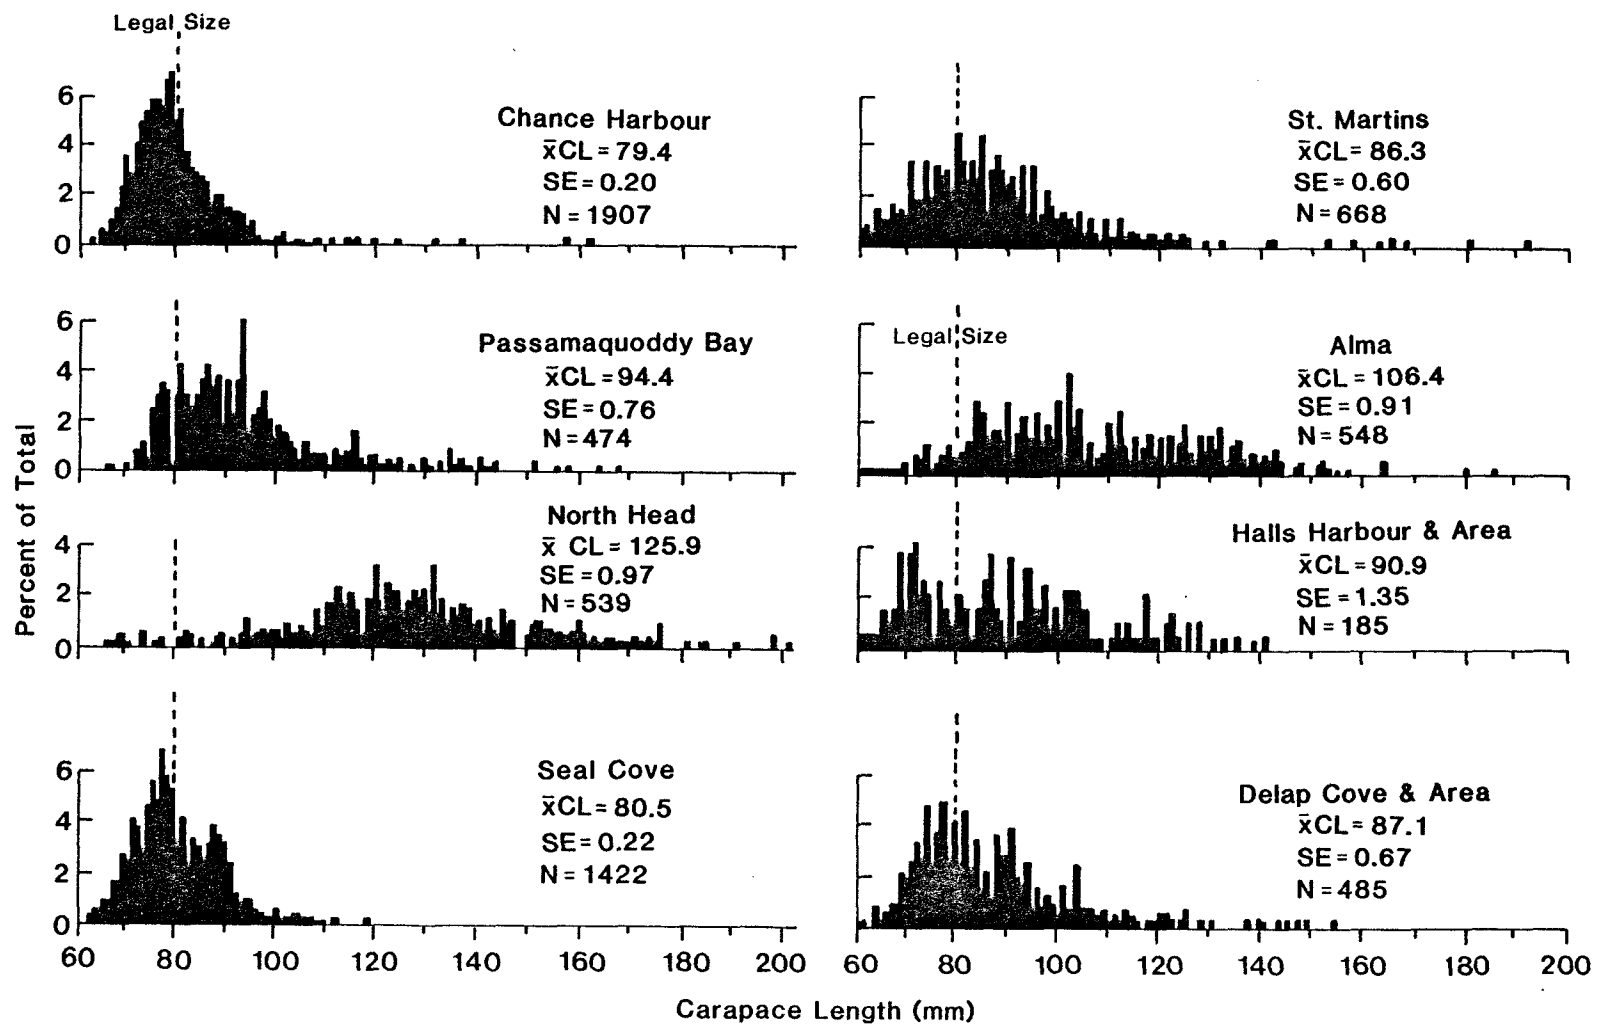 Legal Size
6
4
2
0
Chance Harbour
x̄CL=79.4
SE=0.20
N=1907
St. Martins
x̄CL=86.3
SE=0.60
N=668
6
4
2
0
Passamaquoddy Bay
x̄CL=94.4
SE=0.76
N=474
Legal Size
Alma
x̄CL=106.4
SE=0.91
N=548
Percent of Total
4
2
0
North Head
x̄ CL=125.9
SE=0.97
N=539
Halls Harbour & Area
x̄CL=90.9
SE=1.35
N=185
6
4
2
0
Seal Cove
x̄CL=80.5
SE=0.22
N=1422
Delap Cove & Area
x̄CL=87.1
SE=0.67
N=485
60 80 100 120 140 160 180 200
60 80 100 120 140 160 180 200
Carapace Length (mm)